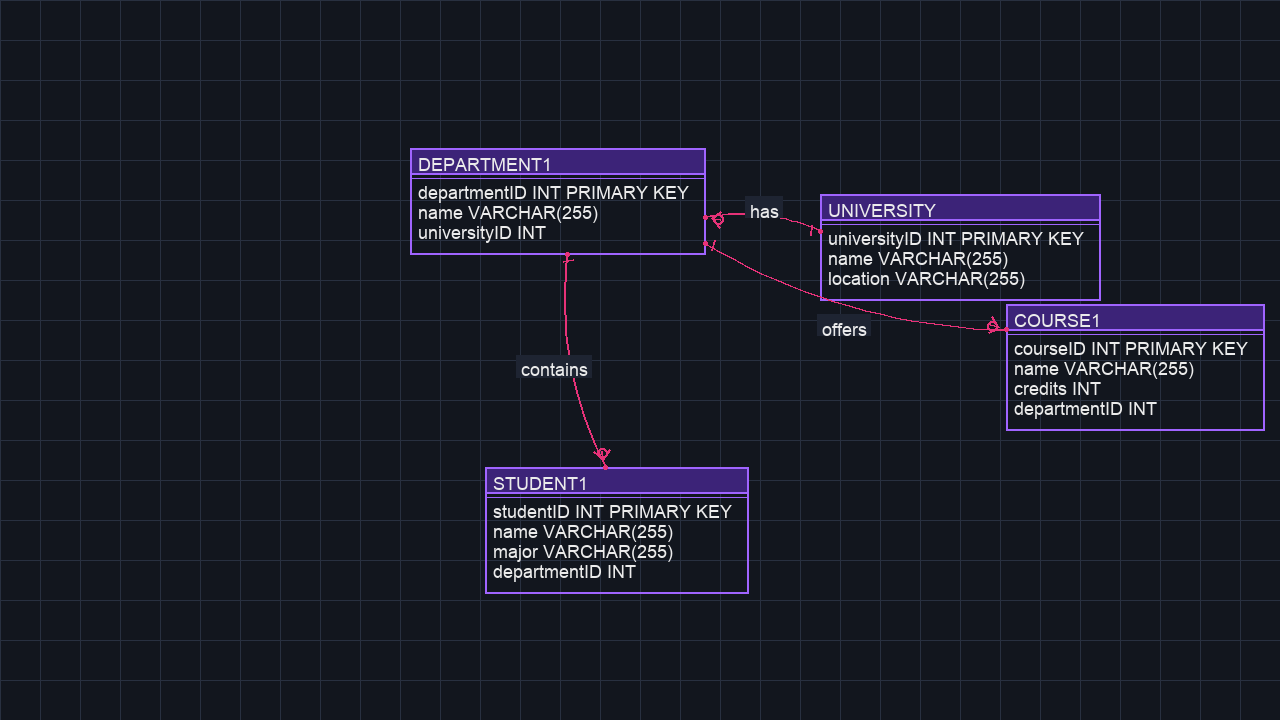 DEPARTMENT1
departmentID INT PRIMARY KEY
name VARCHAR(255)
universityID INT
has
UNIVERSITY
universityID INT PRIMARY KEY
name VARCHAR(255)
location VARCHAR(255)
offers
COURSE1
courseID INT PRIMARY KEY
name VARCHAR(255)
credits INT
departmentID INT
contains
STUDENT1
studentID INT PRIMARY KEY
name VARCHAR(255)
major VARCHAR(255)
departmentID INT